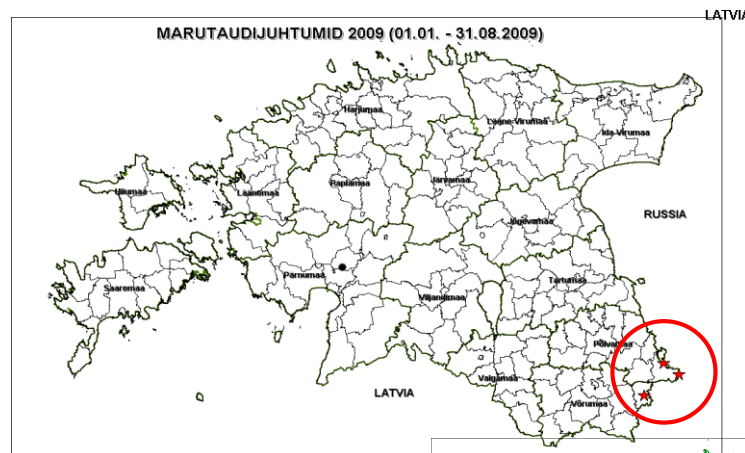 LATVIA
MARUTAUDIJUHTUMID 2009 (01.01. - 31.08.2009)
Harjumaa
Lääne-Virumaa
Ida-Virumaa
Hiiumaa
Läänemaa
Raplamaa
Järvamaa
RUSSIA
Jõgevamaa
Saaremaa
Pärnumaa
Viljandimaa
Tartumaa
Põlvamaa
Valgamaa
LATVIA
Võrumaa